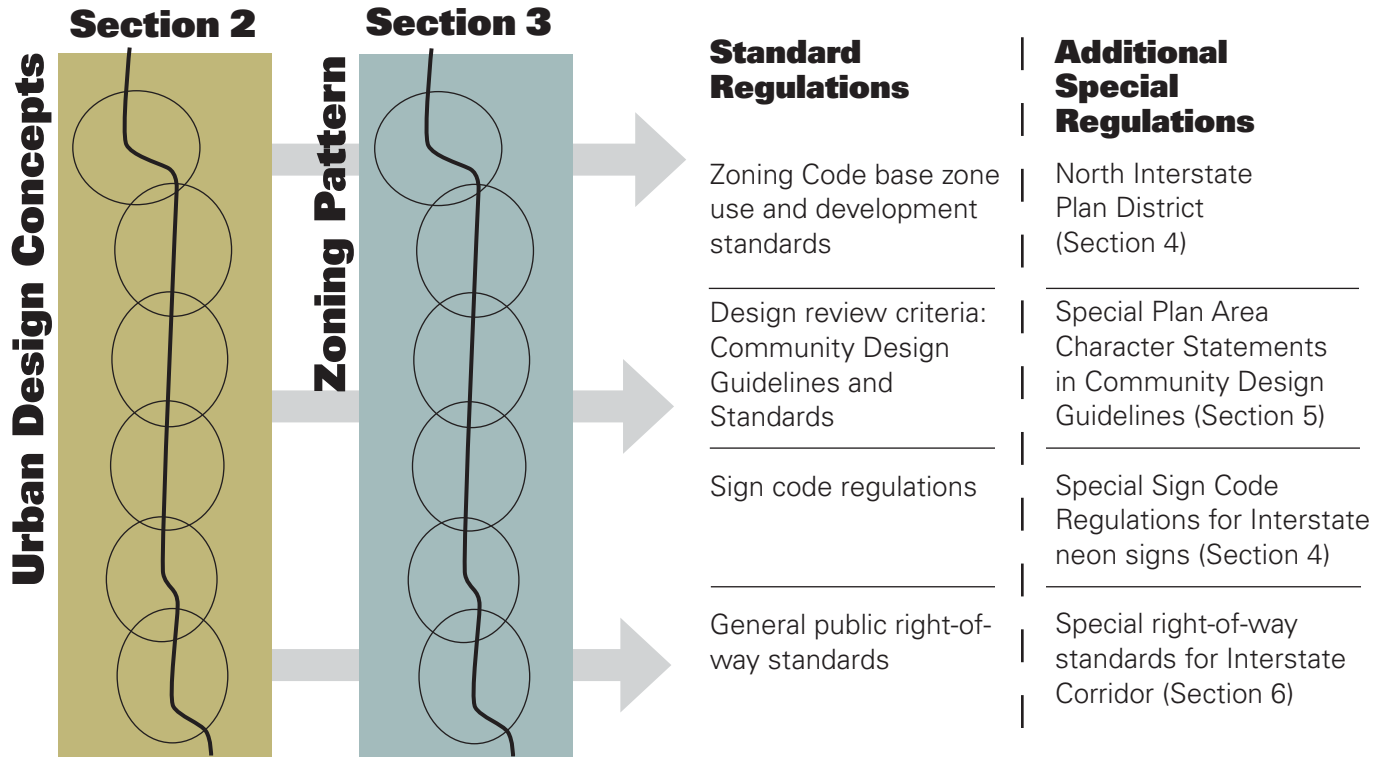 Section 2
Urban Design Concepts
Section 3
Zoning Pattern
Standard
Regulations
Additional
Special
Regulations
Zoning Code base zone
use and development
standards
North Interstate
Plan District
(Section 4)
Design review criteria:
Community Design
Guidelines and
Standards
Special Plan Area
Character Statements
in Community Design
Guidelines (Section 5)
Sign code regulations
Special Sign Code
Regulations for Interstate
neon signs (Section 4)
General public right-of-
way standards
Special right-of-way
standards for Interstate
Corridor (Section 6)